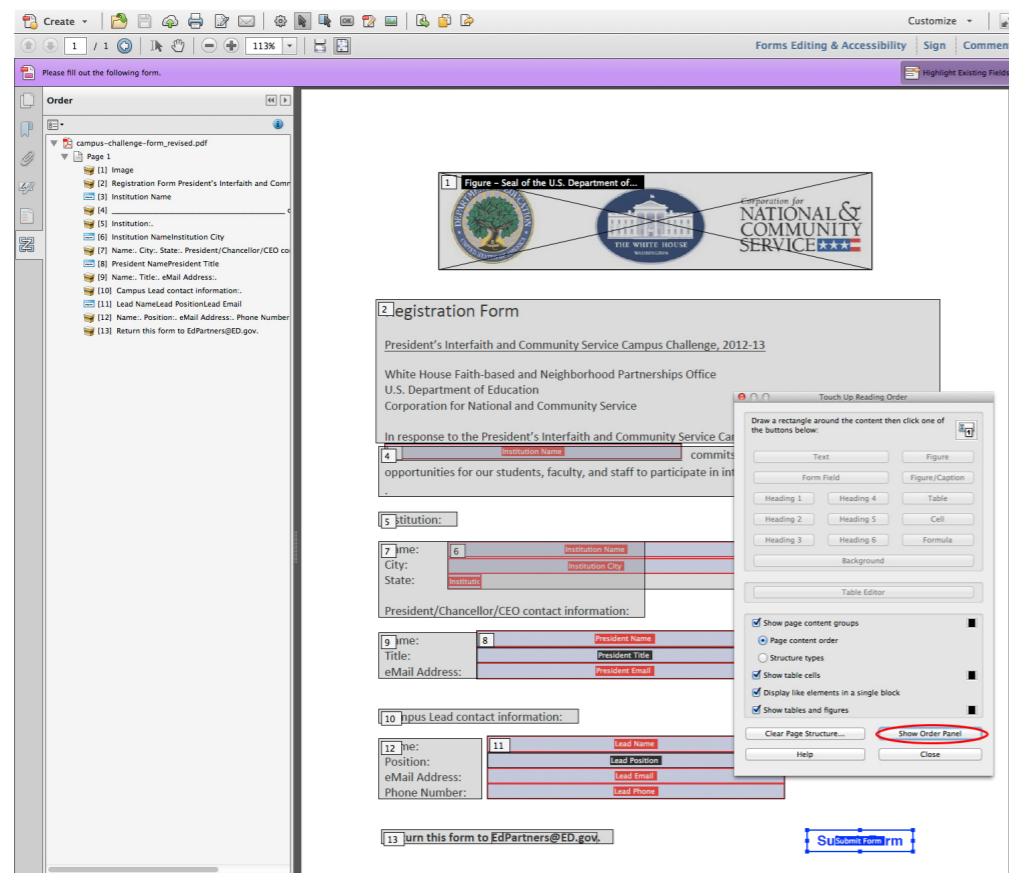 Create
Customize
1 / 1
113%
Forms Editing & Accessibility
Sign
Commen
Please fill out the following form.
Highlight Existing Fields
Order
campus-challenge-form_revised.pdf
Page 1
[1] Image
[2] Registration Form President's Interfaith and Comm
[3] Institution Name
[4] ________________________________ c
[5] Institution:.
[6] Institution NameInstitution City
[7] Name:. City:. State:. President/Chancellor/CEO co
[8] President NamePresident Title
[9] Name:. Title:. eMail Address:.
[10] Campus Lead contact information:.
[11] Lead NameLead PositionLead Email
[12] Name:. Position:. eMail Address:. Phone Number
[13] Return this form to EdPartners@ED.gov.
1 Figure – Seal of the U.S. Department of...
THE WHITE HOUSE
WASHINGTON
Corporation for
NATIONAL &
COMMUNITY
SERVICE
2 egistration Form
President's Interfaith and Community Service Campus Challenge, 2012-13
White House Faith-based and Neighborhood Partnerships Office
U.S. Department of Education
Corporation for National and Community Service
In response to the President's Interfaith and Community Service Ca
4 Institution Name commits
opportunities for our students, faculty, and staff to participate in int
.
5 stitution:
7 ame: 6 Institution Name
City: Institution City
State: Institutic
President/Chancellor/CEO contact information:
9 ame: 8 President Name
Title: President Title
eMail Address: President Email
10 npus Lead contact information:
12 me: 11 Lead Name
Position: Lead Position
eMail Address: Lead Email
Phone Number: Lead Phone
13 urn this form to EdPartners@ED.gov.
Su Submit Form rm
Touch Up Reading Order
Draw a rectangle around the content then click one of
the buttons below:
Text
Figure
Form Field
Figure/Caption
Heading 1
Heading 4
Table
Heading 2
Heading 5
Cell
Heading 3
Heading 6
Formula
Background
Table Editor
Show page content groups
Page content order
Structure types
Show table cells
Display like elements in a single block
Show tables and figures
Clear Page Structure...
Show Order Panel
Help
Close